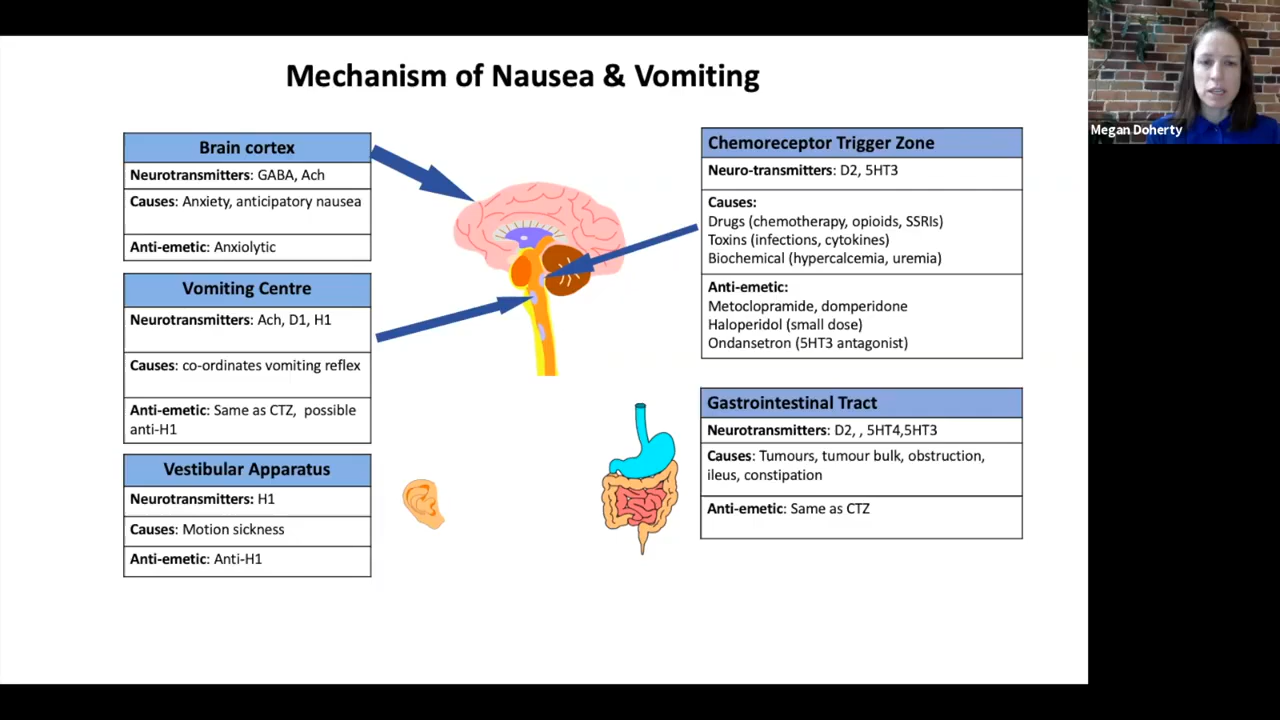 Mechanism of Nausea & Vomiting
Megan Doherty
Brain cortex
Neurotransmitters: GABA, Ach
Causes: Anxiety, anticipatory nausea
Anti-emetic: Anxiolytic
Vomiting Centre
Neurotransmitters: Ach, D1, H1
Causes: co-ordinates vomiting reflex
Anti-emetic: Same as CTZ, possible
anti-H1
Vestibular Apparatus
Neurotransmitters: H1
Causes: Motion sickness
Anti-emetic: Anti-H1
Chemoreceptor Trigger Zone
Neuro-transmitters: D2, 5HT3
Causes:
Drugs (chemotherapy, opioids, SSRIs)
Toxins (infections, cytokines)
Biochemical (hypercalcemia, uremia)
Anti-emetic:
Metoclopramide, domperidone
Haloperidol (small dose)
Ondansetron (5HT3 antagonist)
Gastrointestinal Tract
Neurotransmitters: D2, , 5HT4,5HT3
Causes: Tumours, tumour bulk, obstruction,
ileus, constipation
Anti-emetic: Same as CTZ